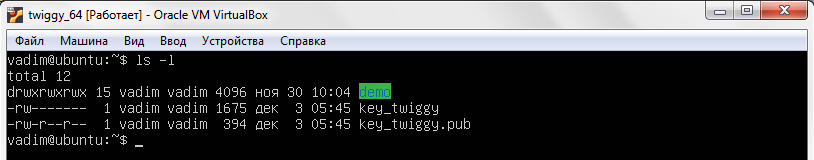 twiggy_64 [Работает] - Oracle VM VirtualBox
Файл Машина Вид Ввод Устройства Справка
vadim@ubuntu:~$ ls -l
total 12
drwxrwxrwx 15 vadim vadim 4096 ноя 30 10:04 demo
-rw------- 1 vadim vadim 1675 дек 3 05:45 key_twiggy
-rw-r--r-- 1 vadim vadim 394 дек 3 05:45 key_twiggy.pub
vadim@ubuntu:~$ _